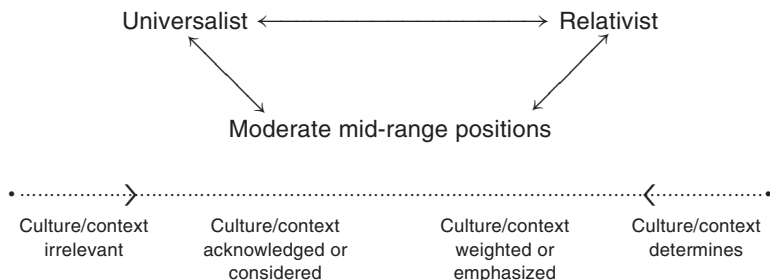 Universalist Relativist
Moderate mid-range positions
Culture/context Culture/context Culture/context Culture/context
irrelevant acknowledged or weighted or determines
considered emphasized